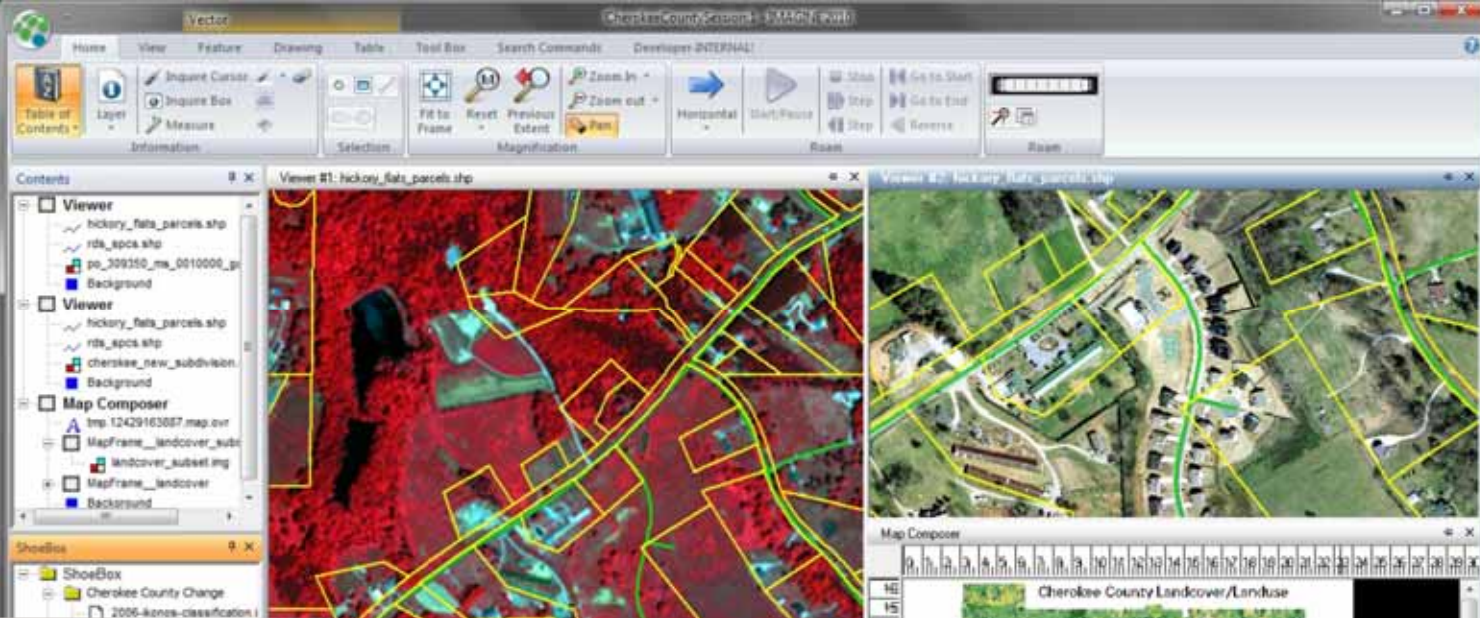 Vector
CherokeeCounty Session 1 - IMAGINE 2010
Home View Feature Drawing Table Tool Box Search Commands Developer-INTERNAL!
Table of Contents
Layer
Inquire Cursor
Inquire Box
Measure
Information
Selection
Fit to Frame
Reset
Previous Extent
Zoom In
Zoom out
Pan
Magnification
Horizontal
Start/Pause
Stop
Step
Step
Go to Start
Go to End
Reverse
Roam
Roam
Contents
Viewer
hickory_flats_parcels.shp
rds_spcs.shp
Background
Viewer
hickory_flats_parcels.shp
rds_spcs.shp
cherokee_new_subdivision.
Background
Map Composer
tmp.12429163887.map.ovr
MapFrame__landcover_subs
landcover_subset.img
MapFrame__landcover
Background
ShoeBox
ShoeBox
Cherokee County Change
2006-ikonos-classification.i
Viewer #1: hickory_flats_parcels.shp
Viewer #2: hickory_flats_parcels.shp
Map Composer
Cherokee County Landcover/Landuse